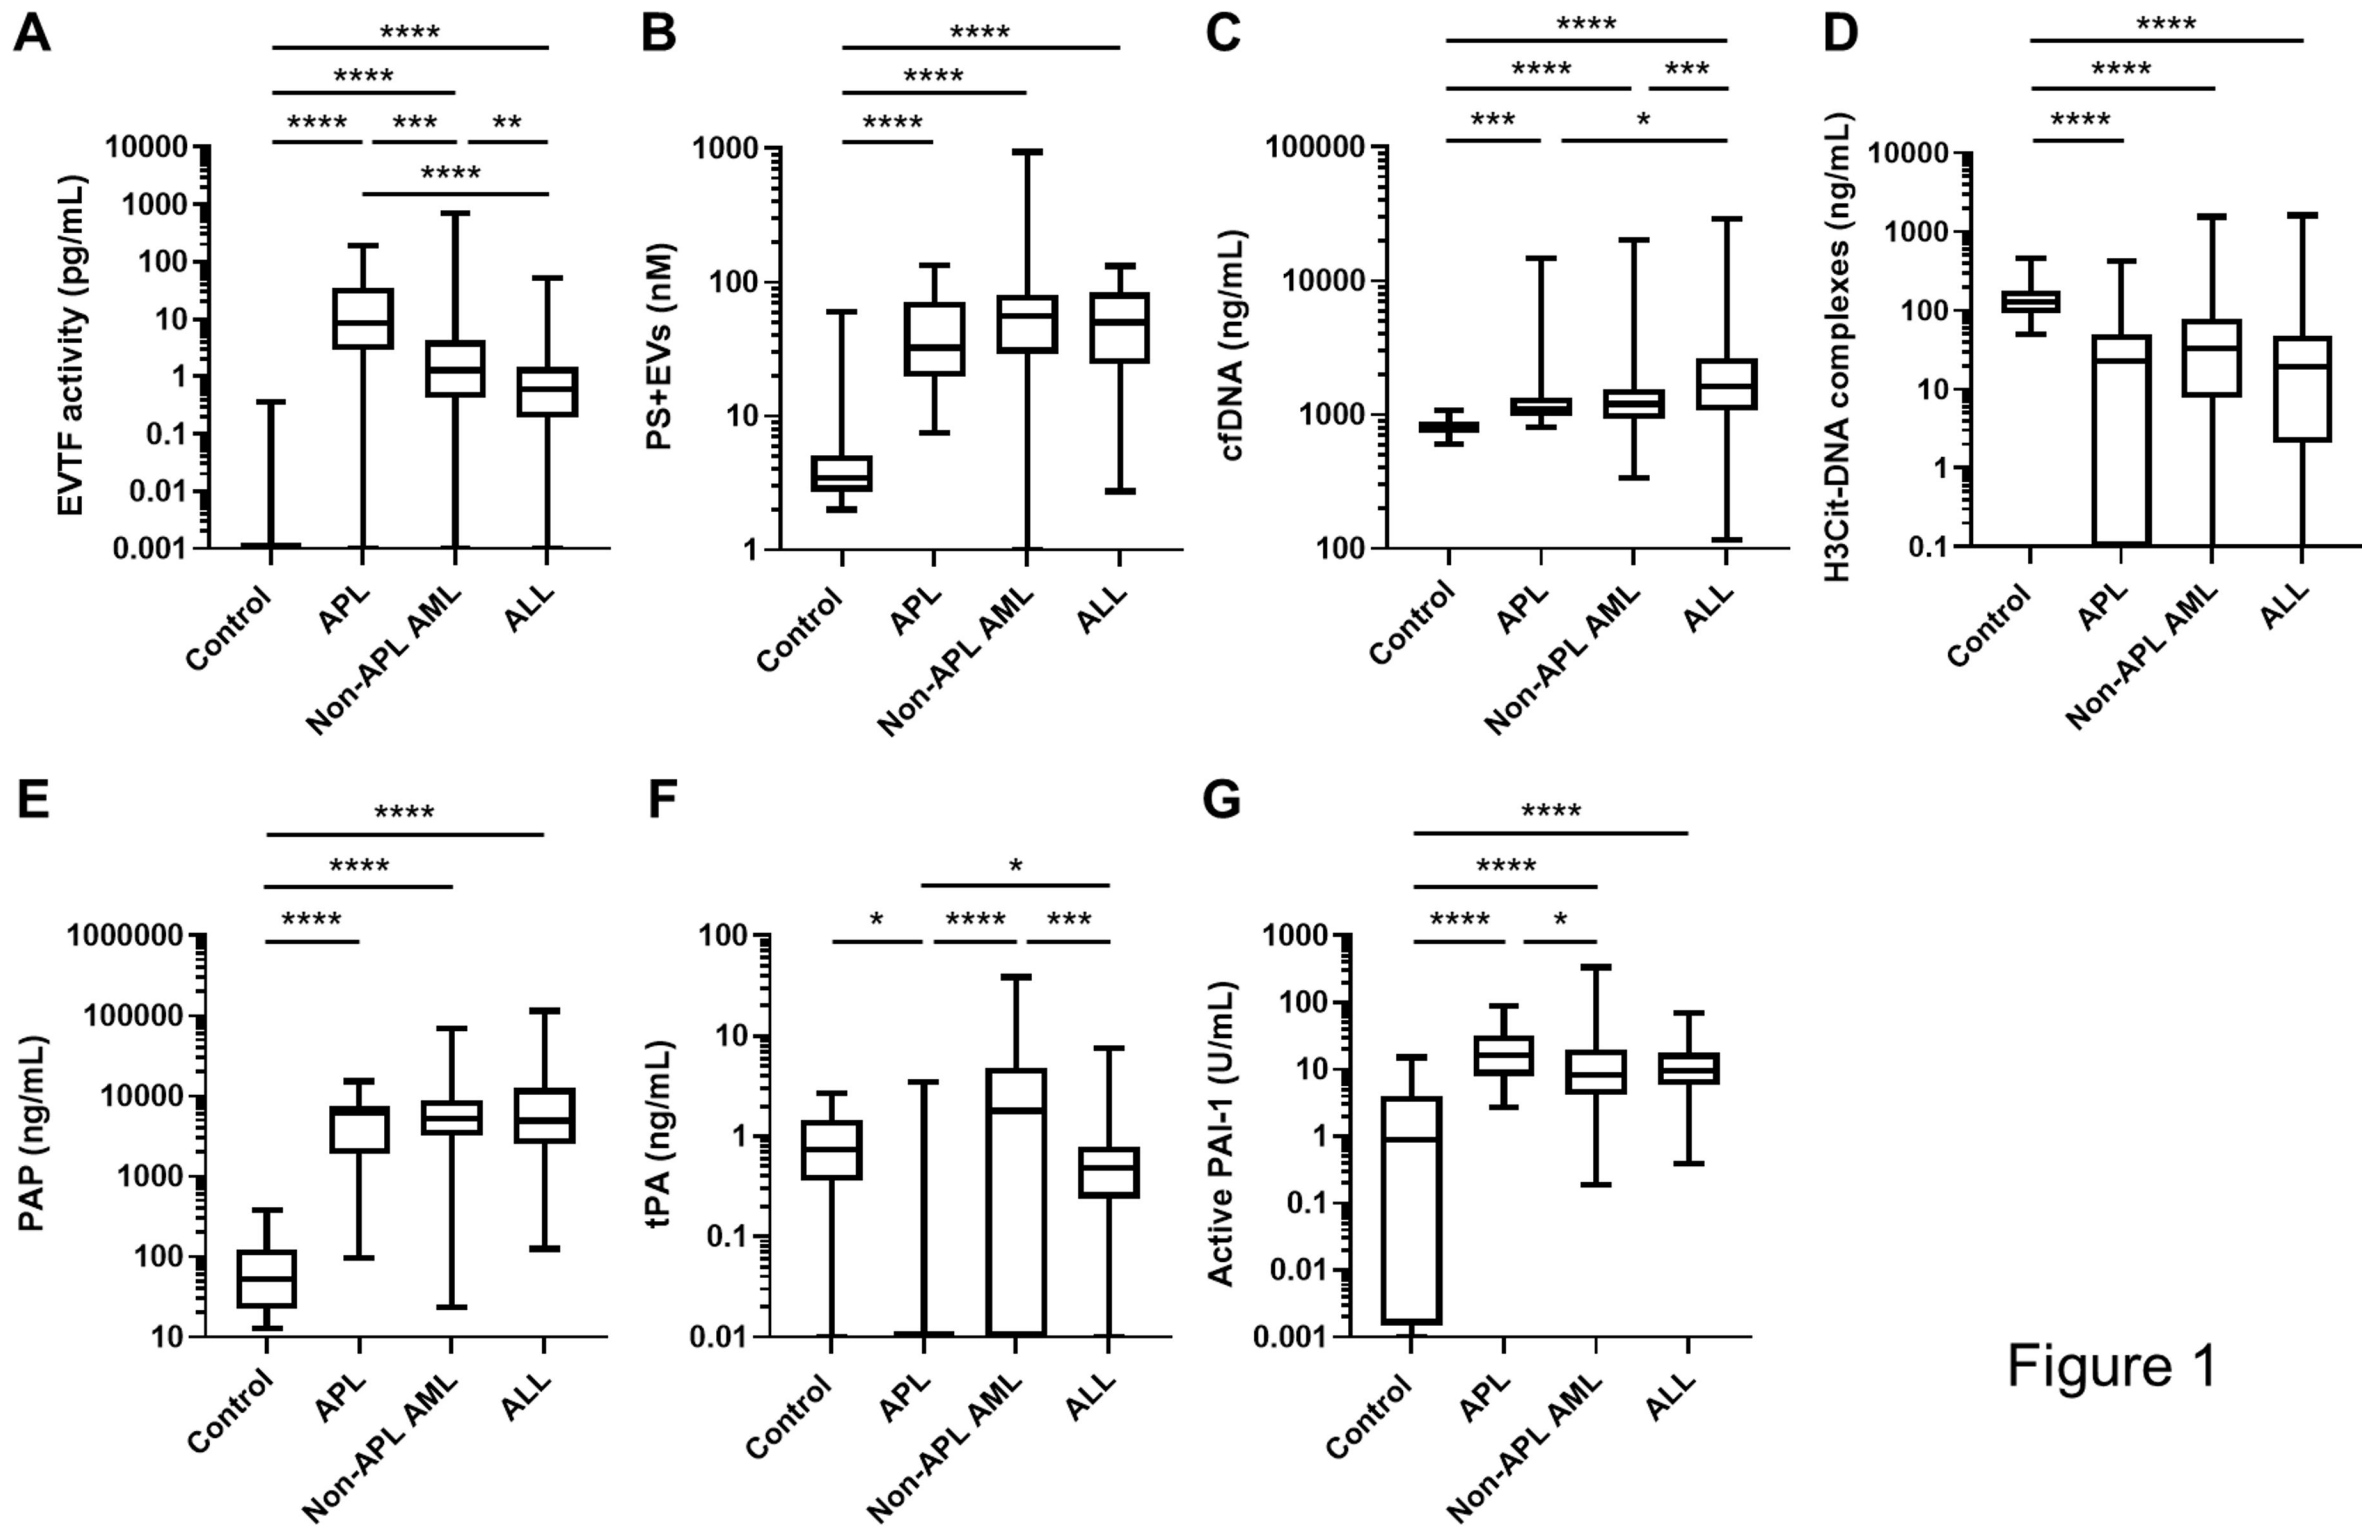 A
****
****
**** *** **
****
EVTF activity (pg/mL)
10000
1000
100
10
1
0.1
0.01
0.001
Control
APL
Non-APL AML
ALL
B
****
****
****
PS+EVs (nM)
1000
100
10
1
Control
APL
Non-APL AML
ALL
C
****
**** ***
*** *
cfDNA (ng/mL)
100000
10000
1000
100
Control
APL
Non-APL AML
ALL
D
****
****
****
H3Cit-DNA complexes (ng/mL)
10000
1000
100
10
1
0.1
Control
APL
Non-APL AML
ALL
E
****
****
****
PAP (ng/mL)
1000000
100000
10000
1000
100
10
Control
APL
Non-APL AML
ALL
F
*
* **** ***
tPA (ng/mL)
100
10
1
0.1
0.01
Control
APL
Non-APL AML
ALL
G
****
****
**** *
Active PAI-1 (U/mL)
1000
100
10
1
0.1
0.01
0.001
Control
APL
Non-APL AML
ALL
Figure 1